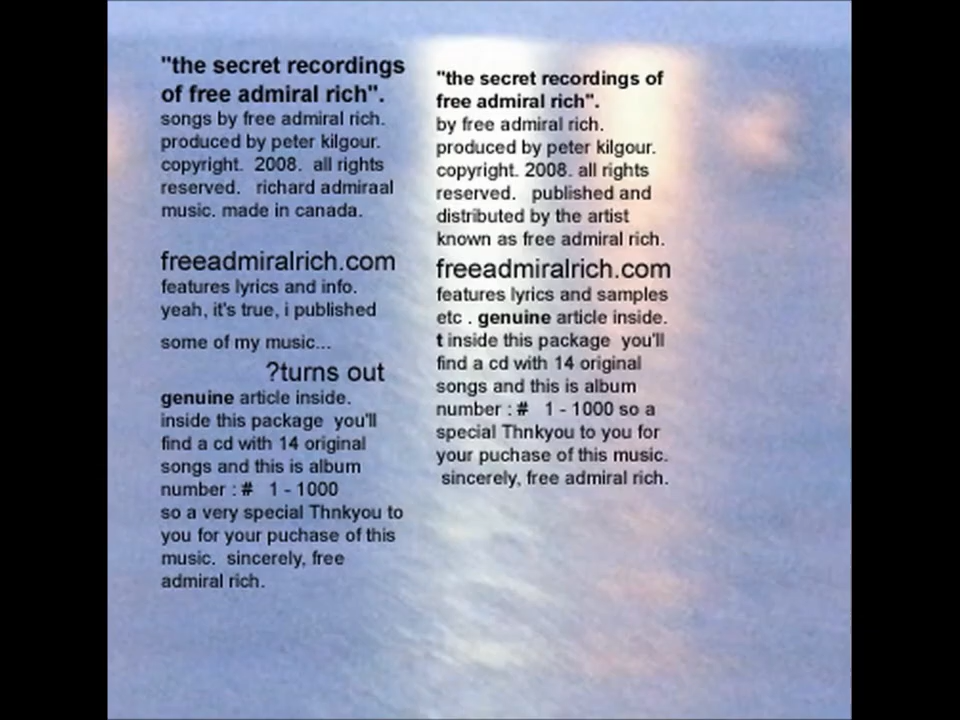 "the secret recordings
of free admiral rich".
songs by free admiral rich.
produced by peter kilgour.
copyright.  2008.  all rights
reserved.   richard admiraal
music. made in canada.
freeadmiralrich.com
features lyrics and info.
yeah, it's true, i published
some of my music...
?turns out
genuine article inside.
inside this package  you'll
find a cd with 14 original
songs and this is album
number : #   1 - 1000
so a very special Thnkyou to
you for your puchase of this
music.  sincerely, free
admiral rich.
"the secret recordings of
free admiral rich".
by free admiral rich.
produced by peter kilgour.
copyright. 2008. all rights
reserved.   published and
distributed by the artist
known as free admiral rich.
freeadmiralrich.com
features lyrics and samples
etc . genuine article inside.
t inside this package  you'll
find a cd with 14 original
songs and this is album
number : #   1 - 1000 so a
special Thnkyou to you for
your puchase of this music.
sincerely, free admiral rich.